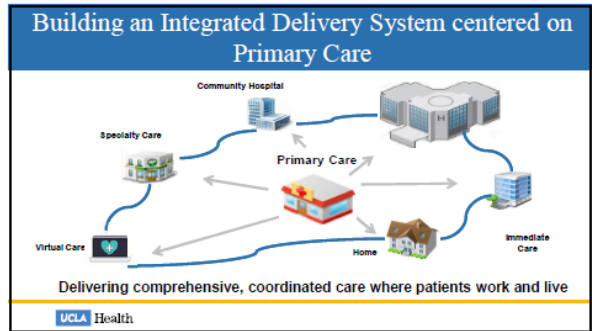 Building an Integrated Delivery System centered on
Primary Care
Community Hospital
H
Specialty Care
Primary Care
Virtual Care
Home
Immediate
Care
Delivering comprehensive, coordinated care where patients work and live
UCLA Health